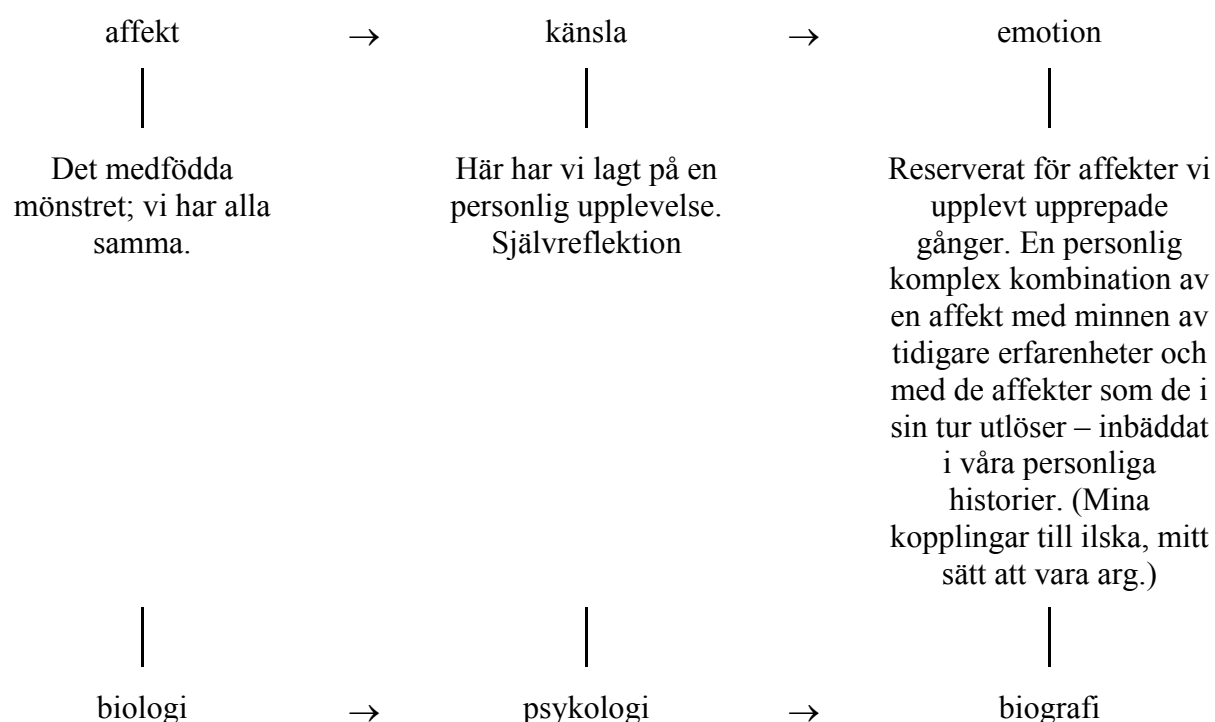 affekt → känsla → emotion
Det medfödda
mönstret; vi har alla
samma.
Här har vi lagt på en
personlig upplevelse.
Självreflektion
Reserverat för affekter vi
upplevt upprepade
gånger. En personlig
komplex kombination av
en affekt med minnen av
tidigare erfarenheter och
med de affekter som de i
sin tur utlöser – inbäddat
i våra personliga
historier. (Mina
kopplingar till ilska, mitt
sätt att vara arg.)
biologi → psykologi → biografi